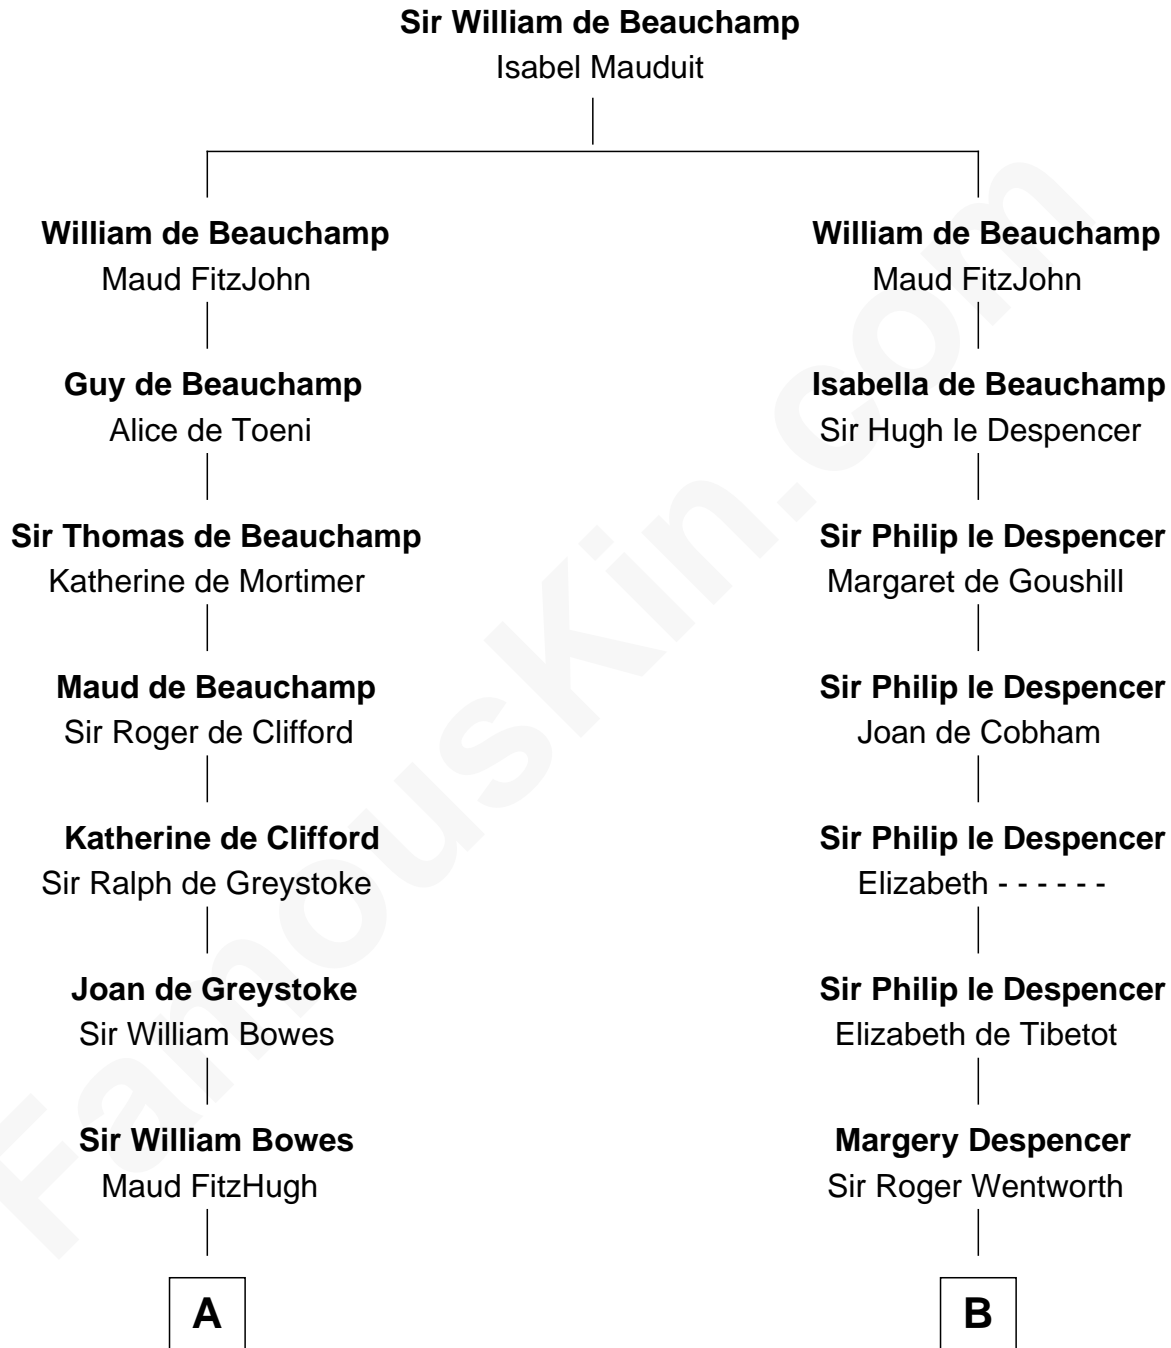 Sir William de Beauchamp
Isabel Mauduit
William de Beauchamp
Maud FitzJohn
William de Beauchamp
Maud FitzJohn
Guy de Beauchamp
Alice de Toeni
Isabella de Beauchamp
Sir Hugh le Despencer
Sir Thomas de Beauchamp
Katherine de Mortimer
Sir Philip le Despencer
Margaret de Goushill
Maud de Beauchamp
Sir Roger de Clifford
Sir Philip le Despencer
Joan de Cobham
Katherine de Clifford
Sir Ralph de Greystoke
Sir Philip le Despencer
Elizabeth - - - - - -
Joan de Greystoke
Sir William Bowes
Sir Philip le Despencer
Elizabeth de Tibetot
Sir William Bowes
Maud FitzHugh
Margery Despencer
Sir Roger Wentworth
A
B
FamousKin.com